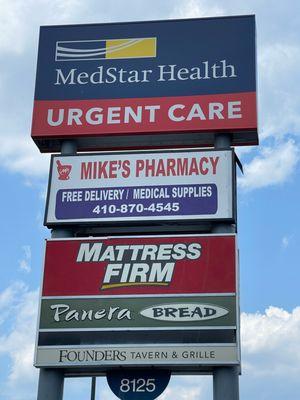 MedStar Health
URGENT CARE
MIKE'S PHARMACY
FREE DELIVERY / MEDICAL SUPPLIES
410-870-4545
MATTRESS
FIRM
Panera BREAD
FOUNDERS TAVERN & GRILLE
8125